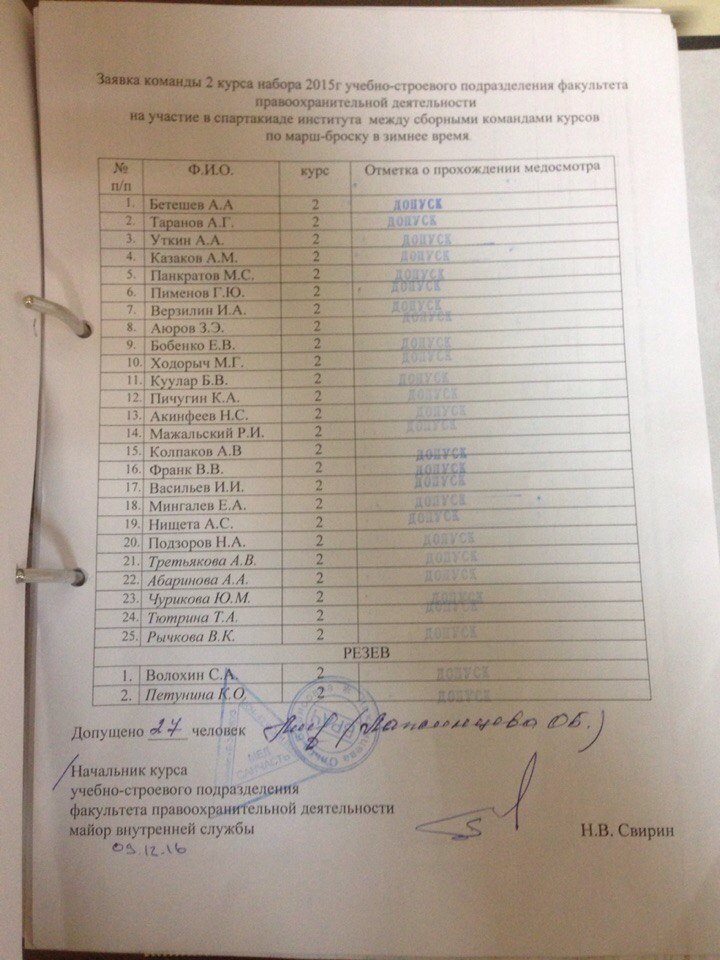 Заявка команды 2 курса набора 2015г учебно-строевого подразделения факультета
правоохранительной деятельности
на участие в спартакиаде института между сборными командами курсов
по марш-броску в зимнее время.
№ п/п Ф.И.О. курс Отметка о прохождении медосмотра
1. Бетешев А.А 2 ДОПУСК
2. Таранов А.Г. 2 ДОПУСК
3. Уткин А.А. 2 ДОПУСК
4. Казаков А.М. 2 ДОПУСК
5. Панкратов М.С. 2 ДОПУСК
6. Пименов Г.Ю. 2 ДОПУСК
7. Верзилин И.А. 2 ДОПУСК
8. Аюров З.Э. 2 ДОПУСК
9. Бобенко Е.В. 2 ДОПУСК
10. Ходорыч М.Г. 2 ДОПУСК
11. Куулар Б.В. 2 ДОПУСК
12. Пичугин К.А. 2 ДОПУСК
13. Акинфеев Н.С. 2 ДОПУСК
14. Мажальский Р.И. 2 ДОПУСК
15. Колпаков А.В 2 ДОПУСК
16. Франк В.В. 2 ДОПУСК
17. Васильев И.И. 2 ДОПУСК
18. Мингалев Е.А. 2 ДОПУСК
19. Нищета А.С. 2 ДОПУСК
20. Подзоров Н.А. 2 ДОПУСК
21. Третьякова А.В. 2 ДОПУСК
22. Абаринова А.А. 2 ДОПУСК
23. Чурикова Ю.М. 2 ДОПУСК
24. Тютрина Т.А. 2 ДОПУСК
25. Рычкова В.К. 2 ДОПУСК
РЕЗЕВ
1. Волохин С.А. 2 ДОПУСК
2. Петунина К.О. 2 ДОПУСК
Допущено 27 человек
МЕД
САНЧАСТЬ
Начальник курса
учебно-строевого подразделения
факультета правоохранительной деятельности
майор внутренней службы Н.В. Свирин
09.12.16